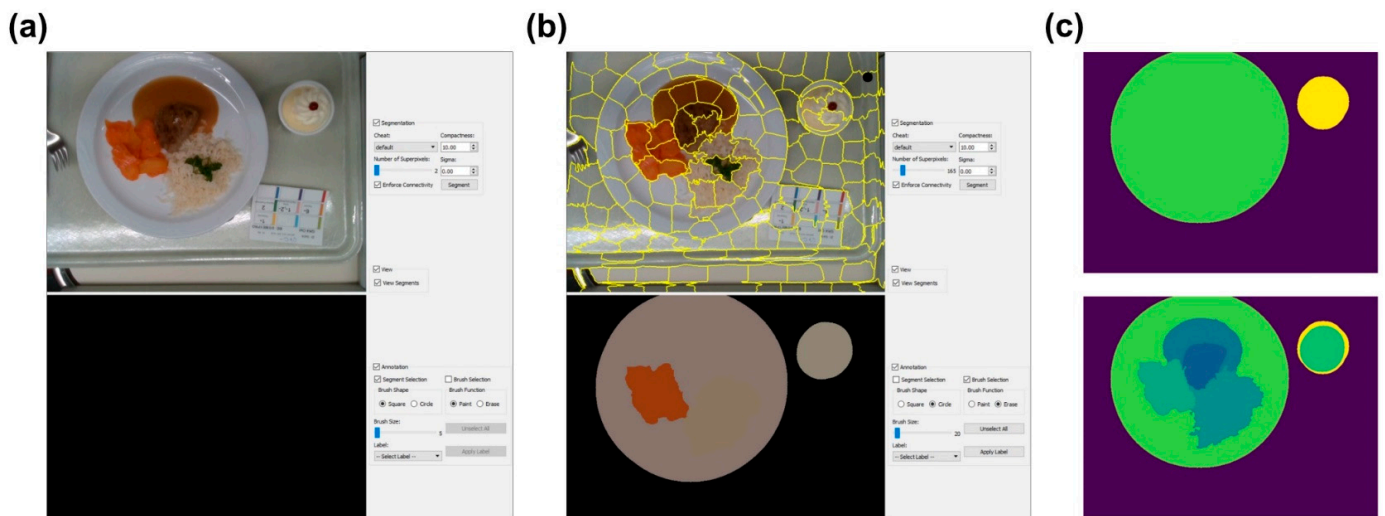 (a)
(b)
(c)
Segmentation
Cheat:
Compactness:
default
10.00
Number of Superpixels:
Sigma:
2
0.00
Enforce Connectivity
Segment
View
View Segments
Annotation
Segment Selection
Brush Selection
Brush Shape
Brush Function
Square
Circle
Paint
Erase
Brush Size:
5
Unselect All
Label:
-- Select Label --
Apply Label
Segmentation
Cheat:
Compactness:
default
10.00
Number of Superpixels:
Sigma:
165
0.00
Enforce Connectivity
Segment
View
View Segments
Annotation
Segment Selection
Brush Selection
Brush Shape
Brush Function
Square
Circle
Paint
Erase
Brush Size:
20
Unselect All
Label:
-- Select Label --
Apply Label